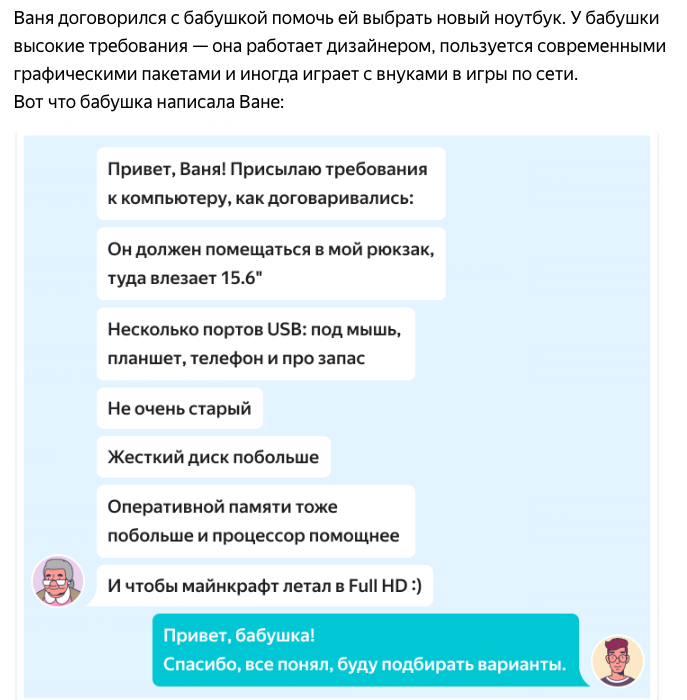 Ваня договорился с бабушкой помочь ей выбрать новый ноутбук. У бабушки
высокие требования — она работает дизайнером, пользуется современными
графическими пакетами и иногда играет с внуками в игры по сети.
Вот что бабушка написала Ване:
Привет, Ваня! Присылаю требования
к компьютеру, как договаривались:
Он должен помещаться в мой рюкзак,
туда влезает 15.6"
Несколько портов USB: под мышь,
планшет, телефон и про запас
Не очень старый
Жесткий диск побольше
Оперативной памяти тоже
побольше и процессор помощнее
И чтобы майнкрафт летал в Full HD :)
Привет, бабушка!
Спасибо, все понял, буду подбирать варианты.